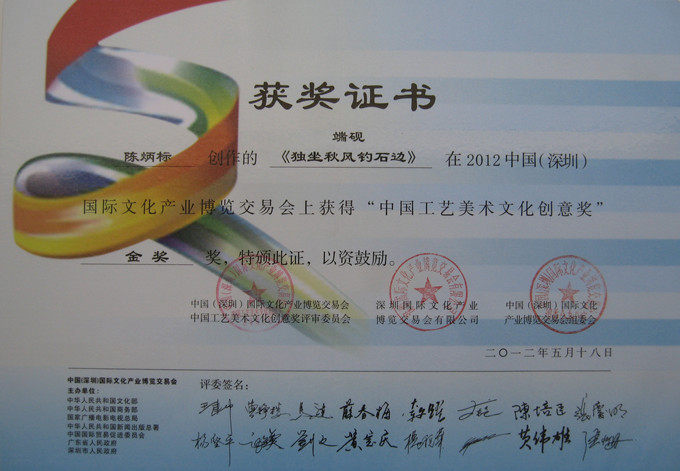 获奖证书
端砚
陈炳标 创作的 《独坐秋风钓石边》 在2012中国(深圳)
国际文化产业博览交易会上获得“中国工艺美术文化创意奖”
金奖 奖，特颁此证，以资鼓励。
中国（深圳）国际文化产业博览交易会
中国工艺美术文化创意奖评审委员会
深圳国际文化产业
博览交易会有限公司
中国（深圳）国际文化
产业博览交易会组委会
二〇一二年五月十八日
中国(深圳)国际文化产业博览交易会
主办单位：
中华人民共和国文化部
中华人民共和国商务部
国家广播电影电视总局
中华人民共和国新闻出版总署
中国国际贸易促进委员会
广东省人民政府
深圳市人民政府
评委签名：
薛春梅
黄伟雄